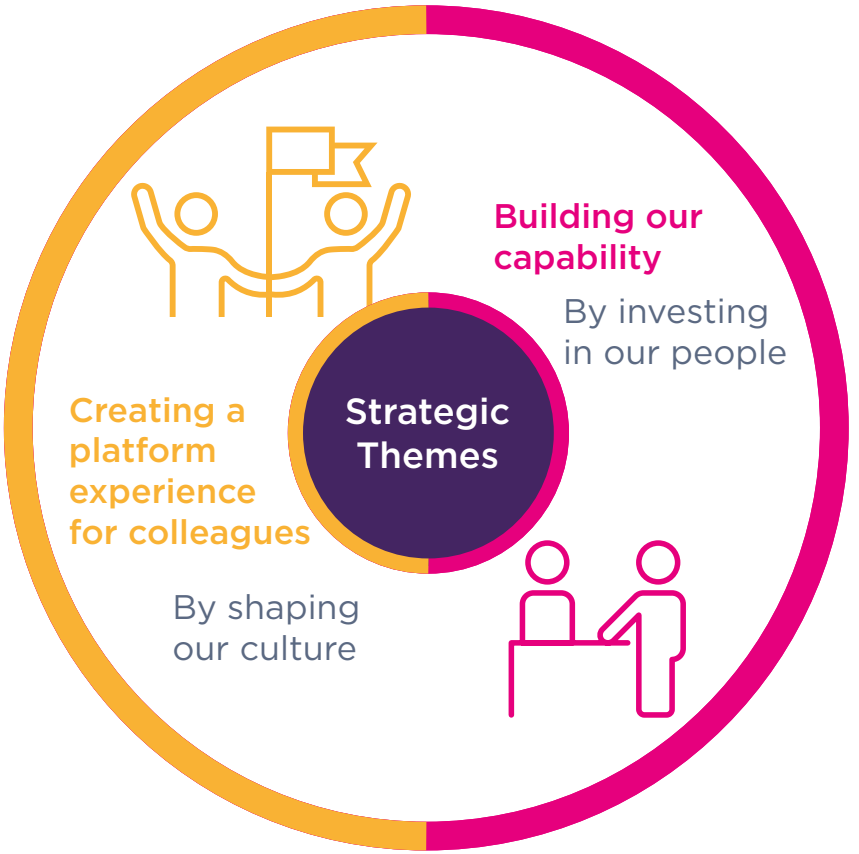 Strategic
Themes
Building our
capability
By investing
in our people
Creating a
platform
experience
for colleagues
By shaping
our culture